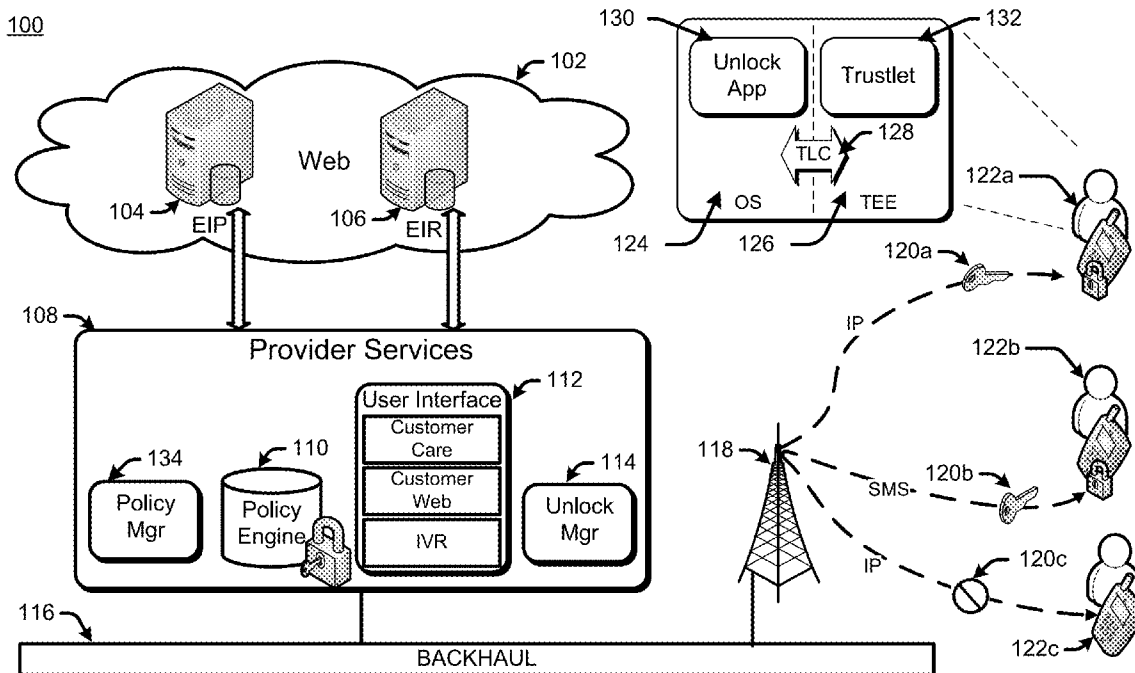 100
102
Web
104
EIP
106
EIR
130
132
Unlock
App
Trustlet
TLC
128
OS
TEE
124
126
122a
120a
IP
108
Provider Services
112
User Interface
Customer
Care
Customer
Web
IVR
134
Policy
Mgr
110
Policy
Engine
114
Unlock
Mgr
118
122b
120b
SMS
IP
120c
122c
116
BACKHAUL